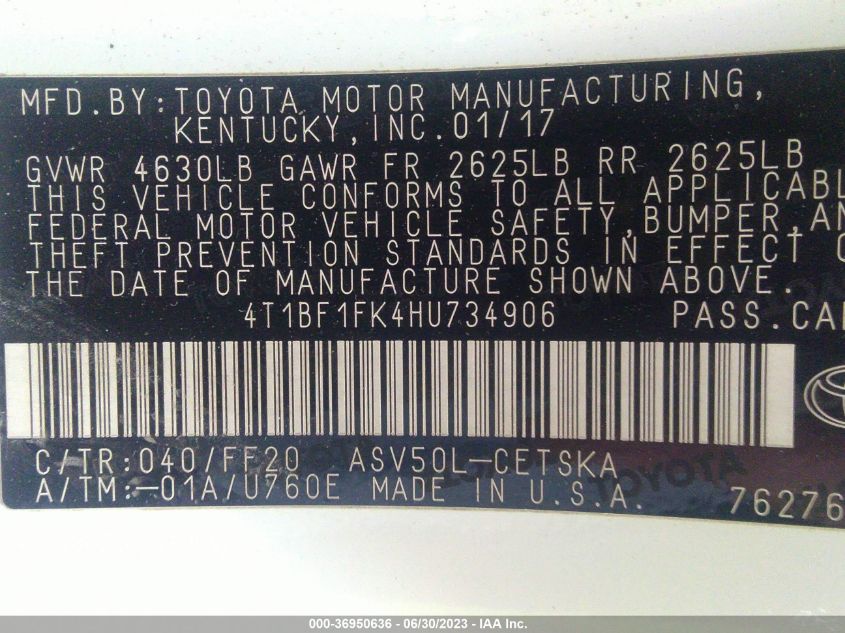 MFD.BY:TOYOTA MOTOR MANUFACTURING,
KENTUCKY,INC.01/17
GVWR 4630LB GAWR FR 2625LB RR 2625LB
THIS VEHICLE CONFORMS TO ALL APPLICABL
FEDERAL MOTOR VEHICLE SAFETY,BUMPER,AN
THEFT PREVENTION STANDARDS IN EFFECT O
THE DATE OF MANUFACTURE SHOWN ABOVE.
4T1BF1FK4HU734906 PASS.CAR
C/TR:040/FF20 ASV50L-CETSKA
A/TM:-01A/U760E MADE IN U.S.A. 76276
TOYOTA
000-36950636 - 06/30/2023 - IAA Inc.